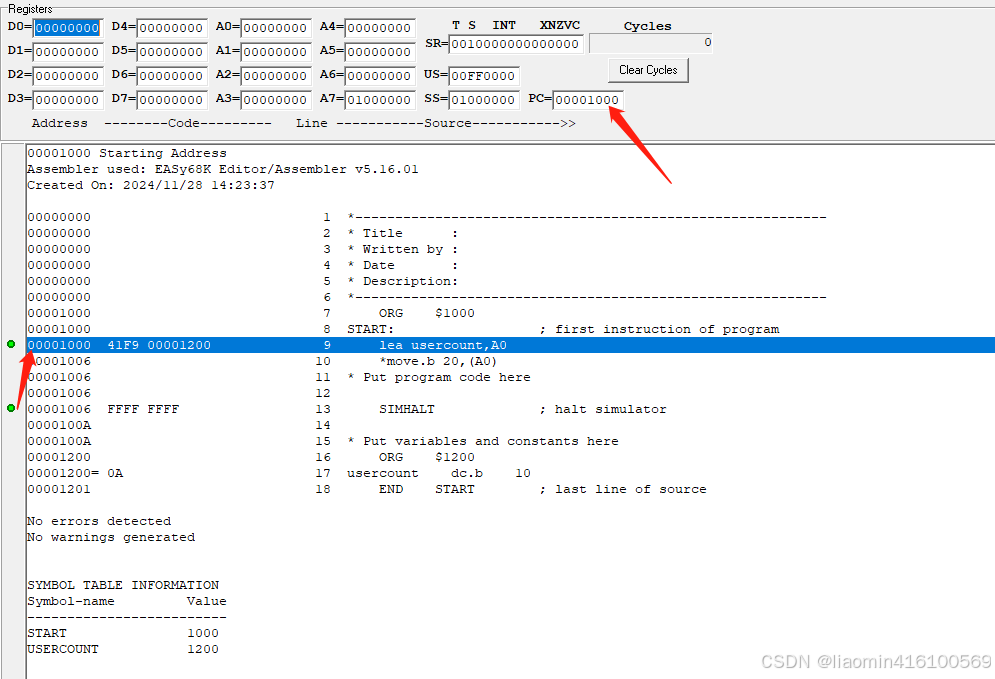 Registers
T S INT XNZVC Cycles
D0=00000000 D4=00000000 A0=00000000 A4=00000000 SR=0010000000000000 0
D1=00000000 D5=00000000 A1=00000000 A5=00000000
D2=00000000 D6=00000000 A2=00000000 A6=00000000 US=00FF0000 Clear Cycles
D3=00000000 D7=00000000 A3=00000000 A7=01000000 SS=01000000 PC=00001000
Address --------Code--------- Line -----------Source----------->>
00001000 Starting Address
Assembler used: EASy68K Editor/Assembler v5.16.01
Created On: 2024/11/28 14:23:37
00000000 1 *-----------------------------------------------------------
00000000 2 * Title :
00000000 3 * Written by :
00000000 4 * Date :
00000000 5 * Description:
00000000 6 *-----------------------------------------------------------
00001000 7 ORG $1000
00001000 8 START: ; first instruction of program
00001000 41F9 00001200 9 lea usercount,A0
00001006 10 *move.b 20,(A0)
00001006 11 * Put program code here
00001006 12
00001006 FFFF FFFF 13 SIMHALT ; halt simulator
0000100A 14
0000100A 15 * Put variables and constants here
00001200 16 ORG $1200
00001200= 0A 17 usercount dc.b 10
00001201 18 END START ; last line of source
No errors detected
No warnings generated
SYMBOL TABLE INFORMATION
Symbol-name Value
-------------------------
START 1000
USERCOUNT 1200
CSDN @liaomin416100569